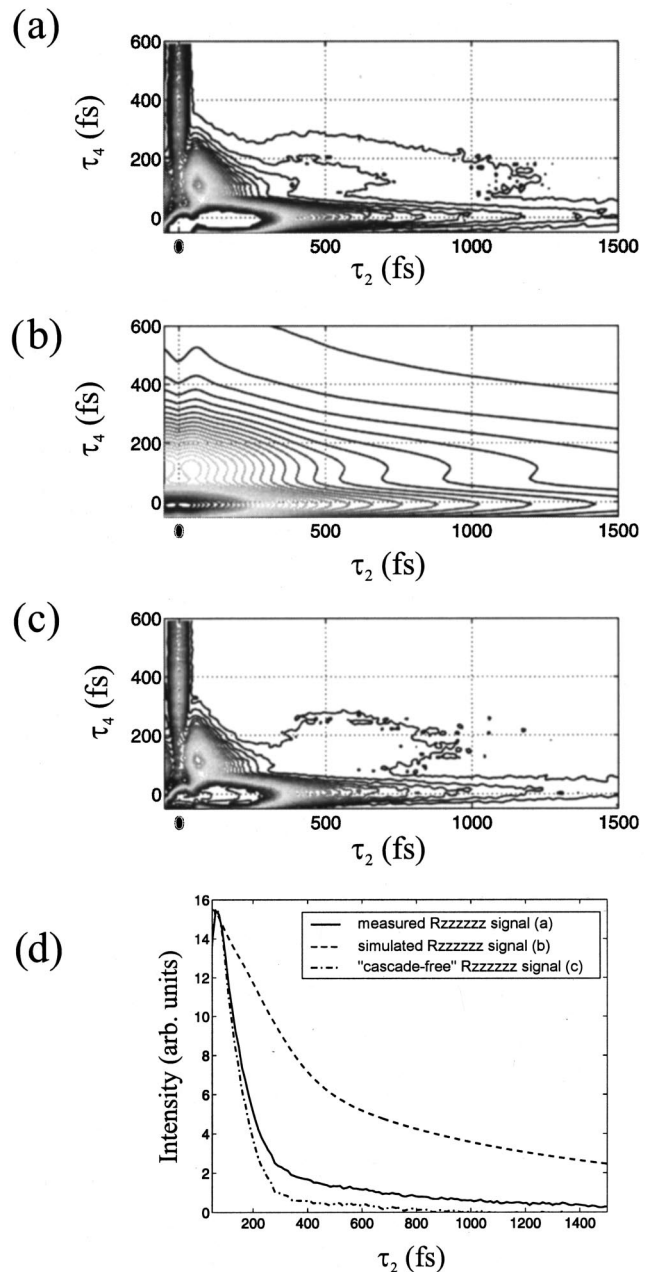 (a)
600
400
200
0
τ4 (fs)
0
500
1000
1500
τ2 (fs)
(b)
600
400
200
0
τ4 (fs)
0
500
1000
1500
τ2 (fs)
(c)
600
400
200
0
τ4 (fs)
0
500
1000
1500
τ2 (fs)
(d)
16
14
12
10
8
6
4
2
0
Intensity (arb. units)
measured Rzzzzzz signal (a)
simulated Rzzzzzz signal (b)
"cascade-free" Rzzzzzz signal (c)
200
400
600
800
1000
1200
1400
τ2 (fs)